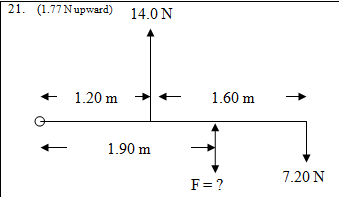 21. (1.77 N upward) 14.0 N
1.20 m 1.60 m
1.90 m
F = ? 7.20 N